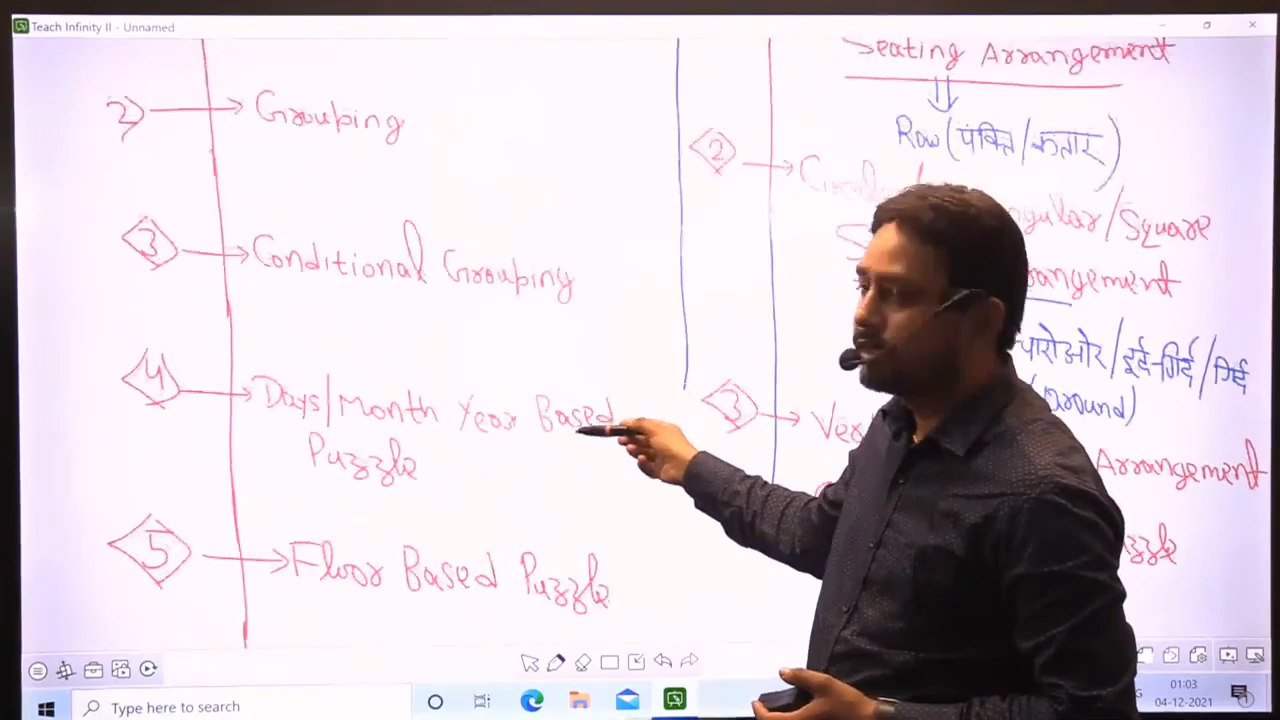 Teach Infinity II - Unnamed
2
Grouping
3
Conditional Grouping
4
Days/Month Year Based
Puzzle
5
Floor Based Puzzle
Seating Arrangement
Row (पंक्ति/कतार)
2
/Square
3
/इर्द-गिर्द/गिर्द
(around)
Arrangement
Type here to search
01:03
04-12-2021